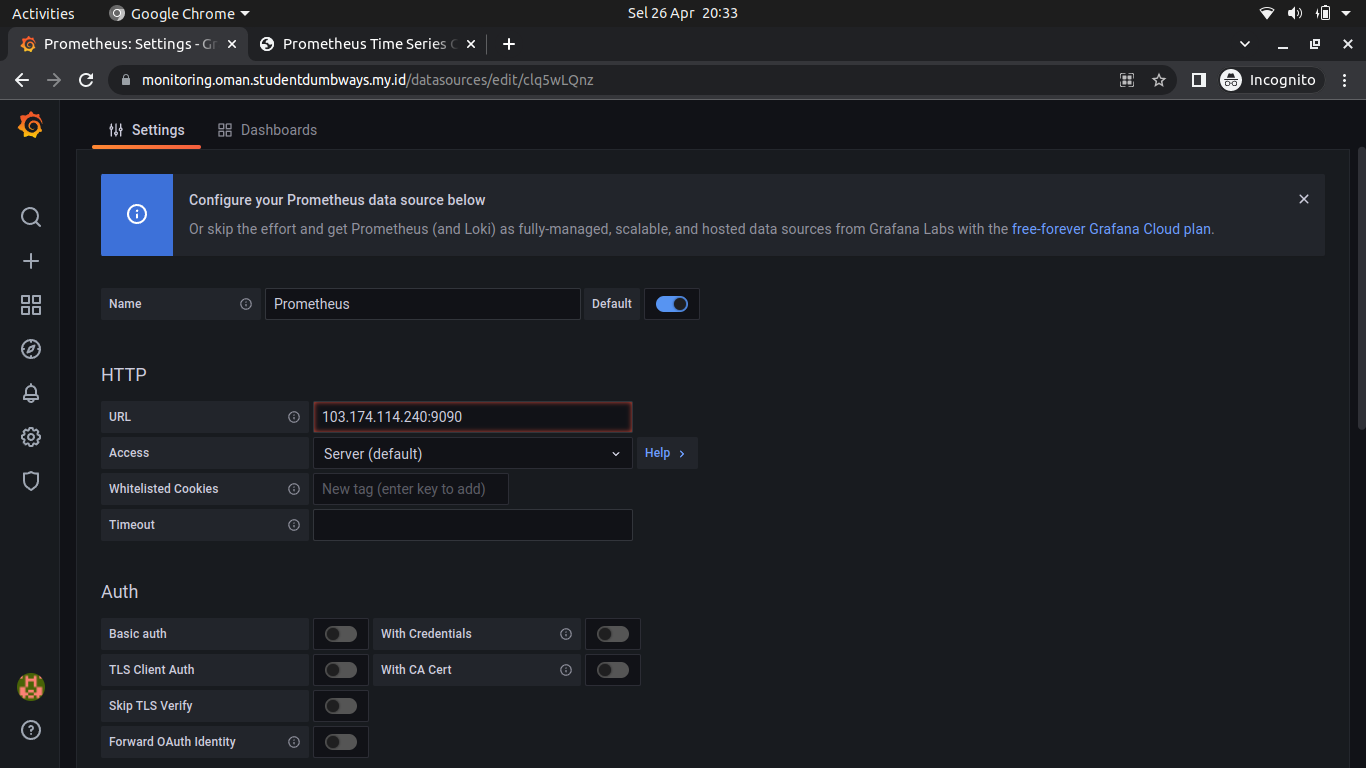 Activities Google Chrome Sel 26 Apr 20:33
Prometheus: Settings - Gr Prometheus Time Series C
monitoring.oman.studentdumbways.my.id/datasources/edit/clq5wLQnz Incognito
Settings Dashboards
Configure your Prometheus data source below
Or skip the effort and get Prometheus (and Loki) as fully-managed, scalable, and hosted data sources from Grafana Labs with the free-forever Grafana Cloud plan.
Name Prometheus Default
HTTP
URL 103.174.114.240:9090
Access Server (default) Help
Whitelisted Cookies New tag (enter key to add)
Timeout
Auth
Basic auth With Credentials
TLS Client Auth With CA Cert
Skip TLS Verify
Forward OAuth Identity